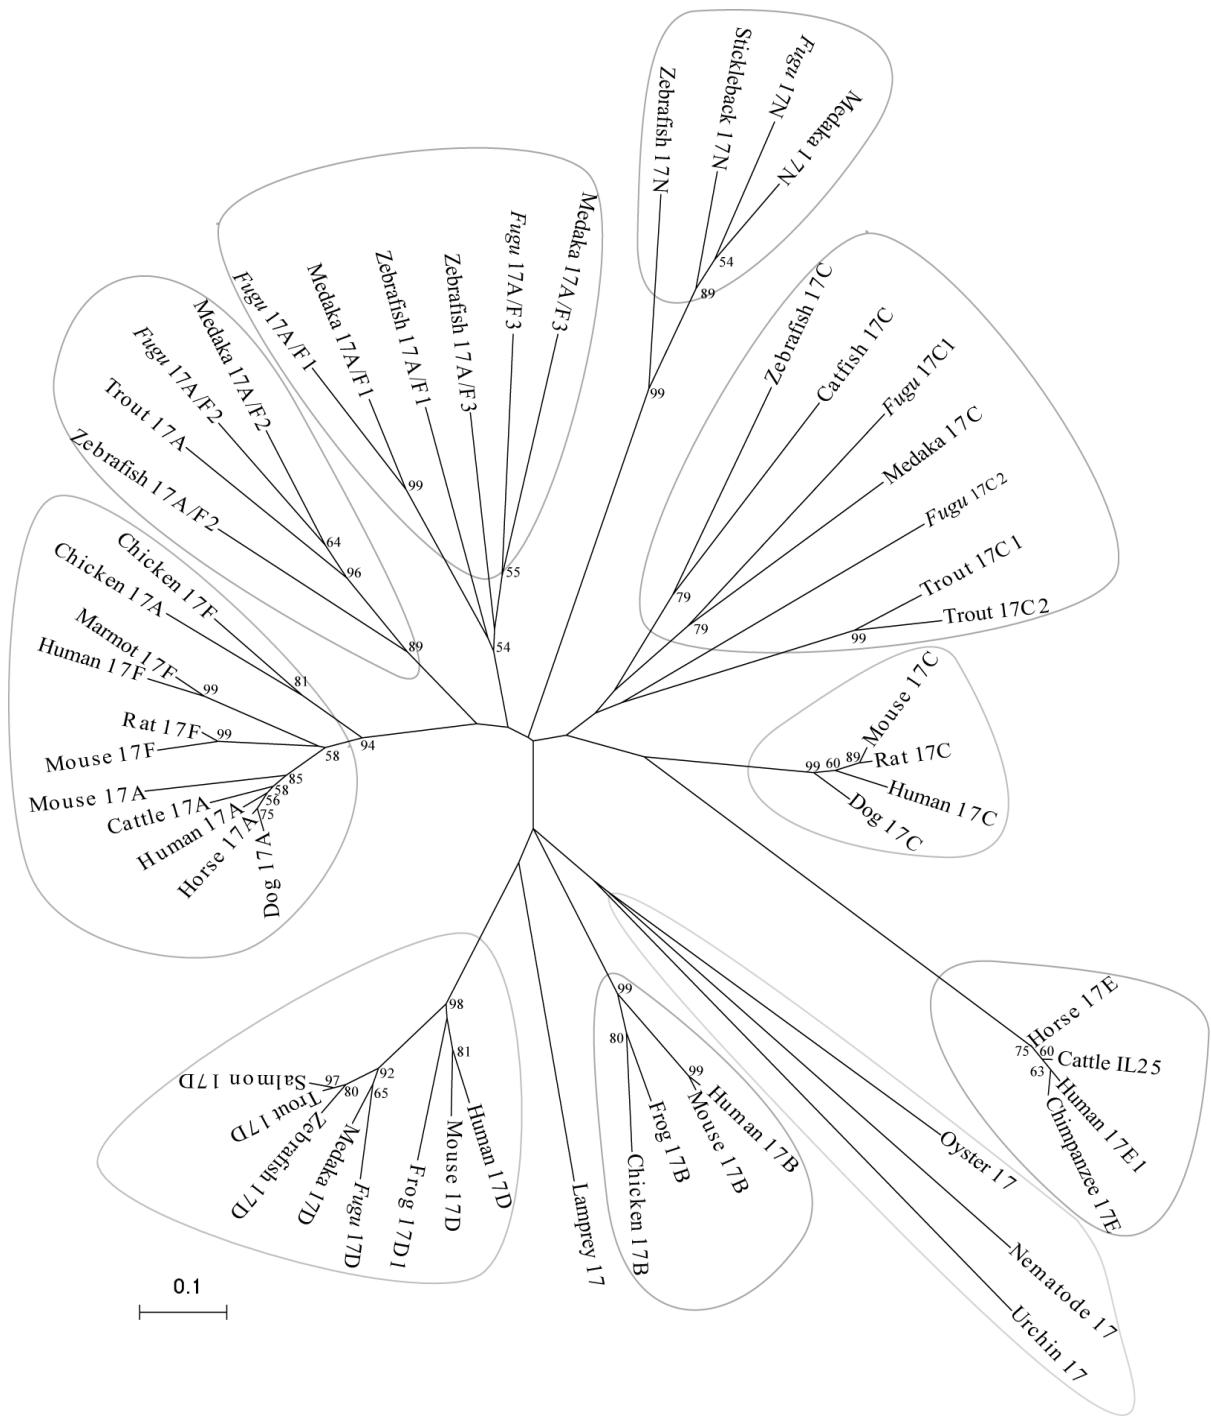 Zebrafish 17N
Stickleback 17N
Fugu 17N
Medaka 17N
54
89
99
Fugu 17A/F1
Medaka 17A/F1
Zebrafish 17A/F1
Zebrafish 17A/F3
Fugu 17A/F3
Medaka 17A/F3
99
55
54
Medaka 17A/F2
Fugu 17A/F2
Trout 17A
Zebrafish 17A/F2
64
96
89
Zebrafish 17C
Catfish 17C
Fugu 17C1
Medaka 17C
Fugu 17C2
Trout 17C1
Trout 17C2
79
79
99
Chicken 17F
Chicken 17A
Marmot 17F
Human 17F
Rat 17F
Mouse 17F
Mouse 17A
Cattle 17A
Human 17A
Horse 17A
Dog 17A
81
99
99
94
58
85
58
56
75
Mouse 17C
Rat 17C
Human 17C
Dog 17C
99
60
89
Horse 17E
Cattle IL25
Human 17E1
Chimpanzee 17E
75
60
63
98
81
92
97
80
65
Salmon 17D
Trout 17D
Zebrafish 17D
Medaka 17D
Fugu 17D
Frog 17D1
Mouse 17D
Human 17D
Lamprey 17
99
80
99
Chicken 17B
Frog 17B
Mouse 17B
Human 17B
Oyster 17
Nematode 17
Urchin 17
0.1